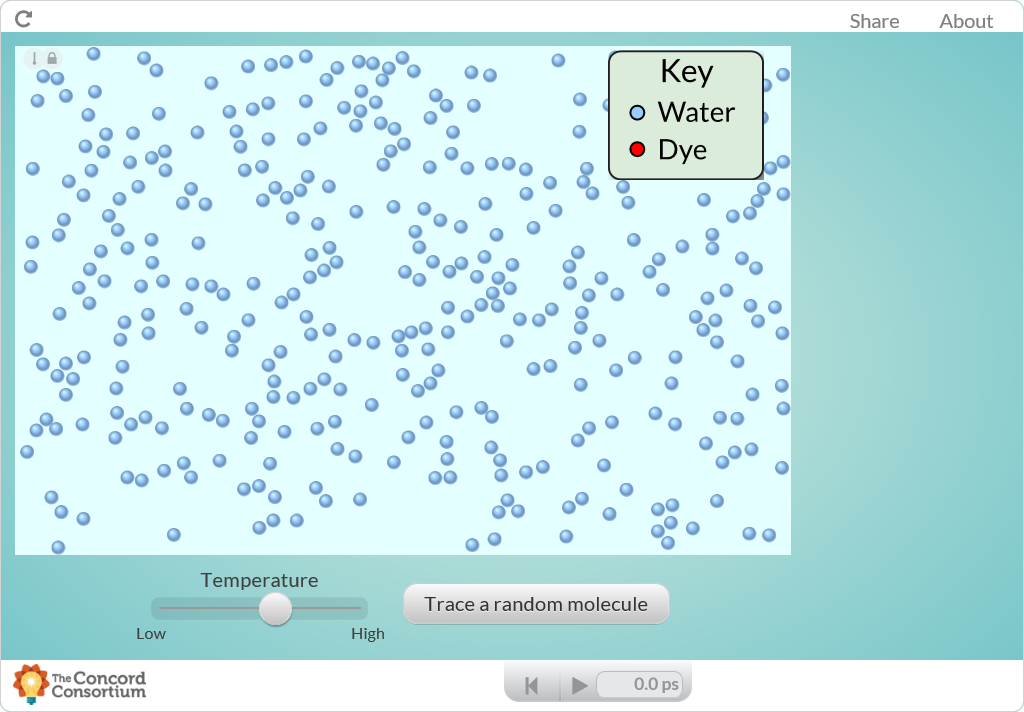 Share About
Key
Water
Dye
Temperature
Low High
Trace a random molecule
The Concord
Consortium
0.0 ps